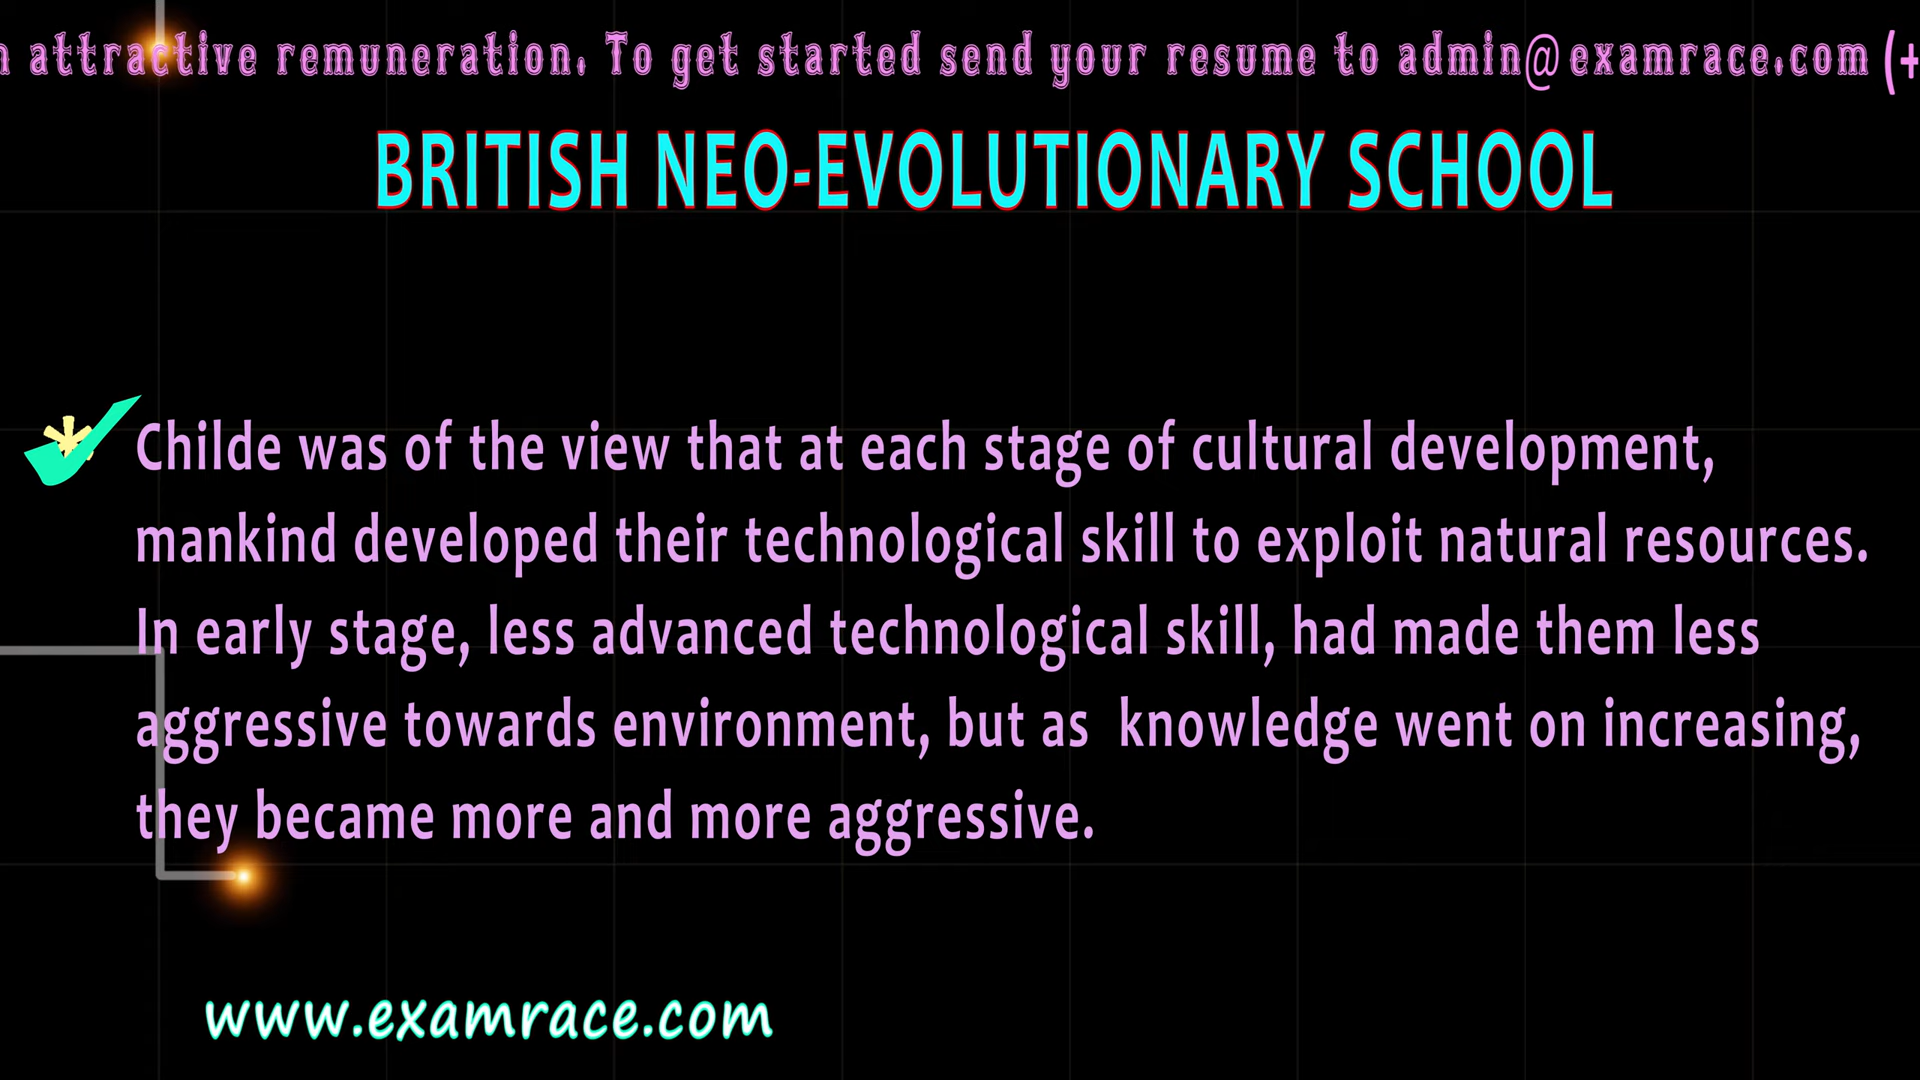 attractive remuneration. To get started send your resume to admin@examrace.com (+
BRITISH NEO-EVOLUTIONARY SCHOOL
Childe was of the view that at each stage of cultural development,
mankind developed their technological skill to exploit natural resources.
In early stage, less advanced technological skill, had made them less
aggressive towards environment, but as knowledge went on increasing,
they became more and more aggressive.
www.examrace.com